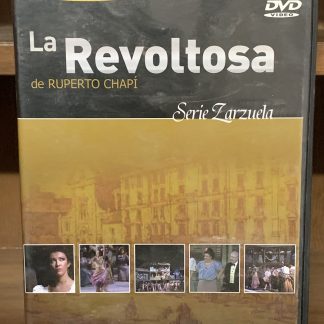 DVD
VIDEO
La Revoltosa
de RUPERTO CHAPÍ
Serie Zarzuela